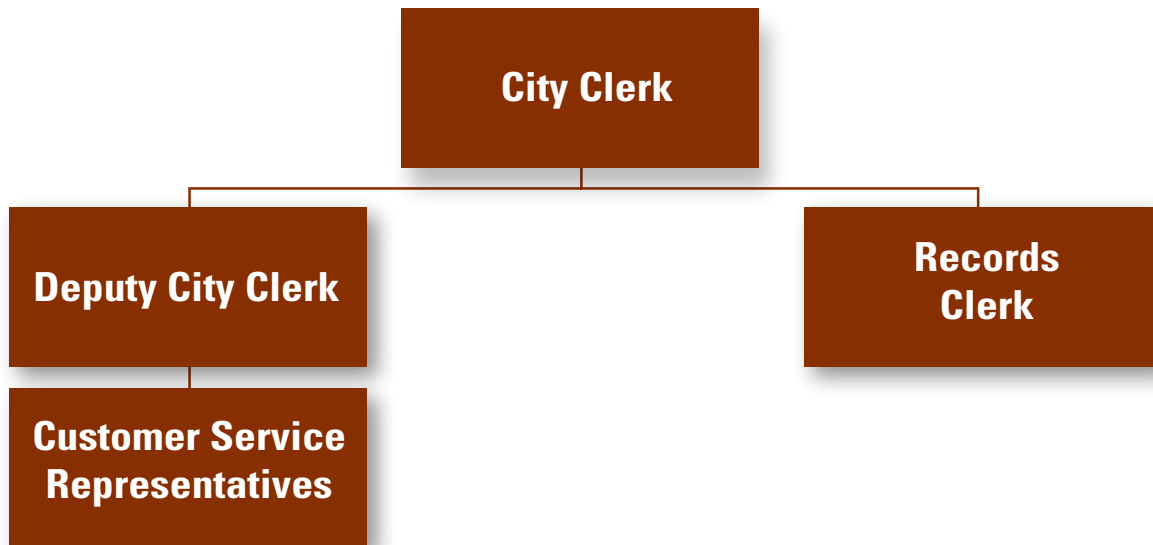 City Clerk
Deputy City Clerk
Records
Clerk
Customer Service
Representatives